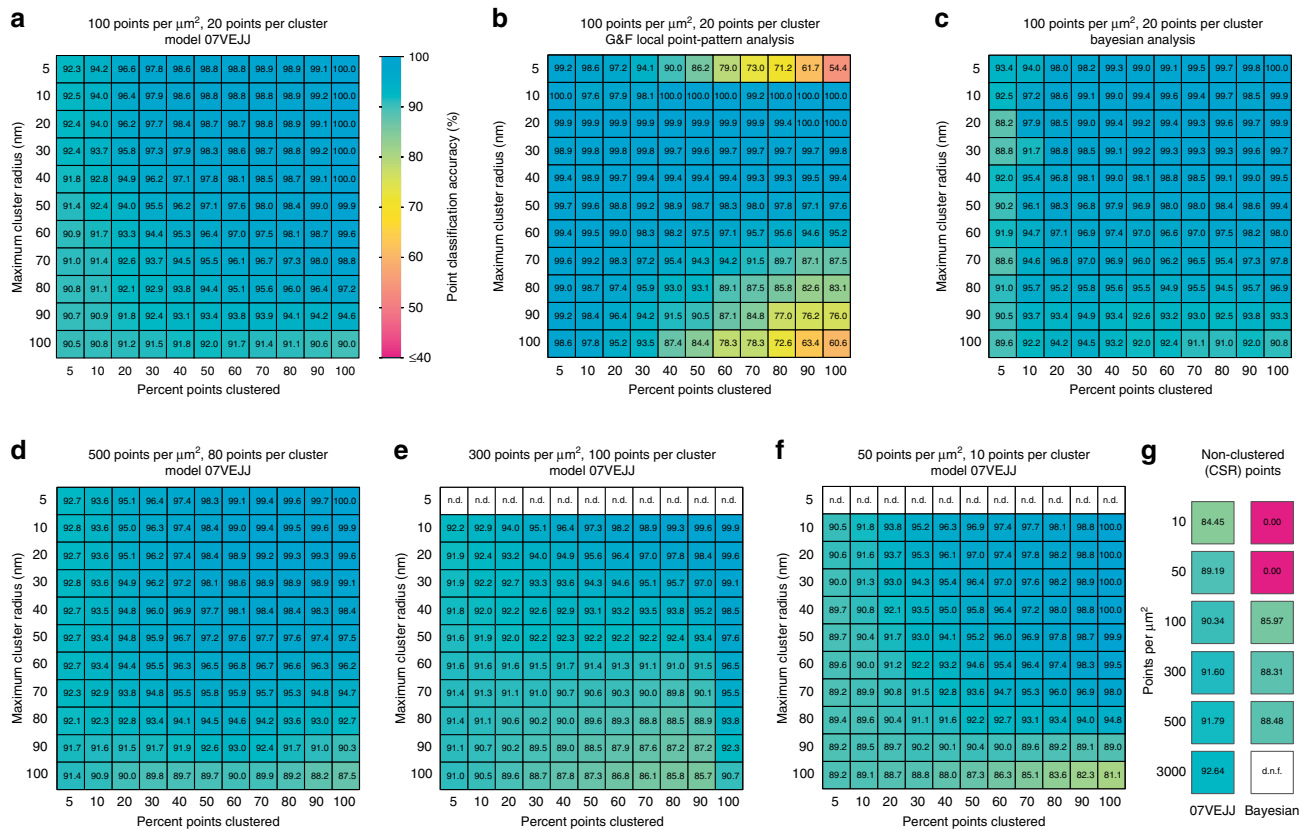 a
100 points per μm², 20 points per cluster
model 07VEJJ
Maximum cluster radius (nm)
5 92.3 94.2 96.6 97.8 98.6 98.8 98.8 98.9 98.9 99.1 100.0
10 92.5 94.0 96.4 97.9 98.6 98.8 98.8 98.9 98.9 99.2 100.0
20 92.4 94.0 96.2 97.7 98.4 98.7 98.7 98.8 98.9 99.1 100.0
30 92.4 93.7 95.8 97.3 97.9 98.3 98.6 98.7 98.8 99.2 100.0
40 91.8 92.8 94.9 96.3 97.1 97.8 98.1 98.5 98.7 99.1 100.0
50 91.4 92.4 94.0 95.5 96.2 97.1 97.5 98.0 98.4 99.0 99.9
60 90.9 91.7 93.3 94.4 95.3 96.4 97.0 97.5 98.1 98.7 99.6
70 91.0 91.4 92.6 93.7 94.5 95.5 96.1 96.7 97.3 98.0 98.8
80 90.8 91.1 92.1 92.9 93.8 94.4 95.1 95.6 96.0 96.4 97.2
90 90.7 90.9 91.8 92.4 93.1 93.4 93.8 93.9 94.1 94.2 94.6
100 90.5 90.8 91.2 91.5 91.8 92.0 91.7 91.4 91.1 90.6 90.0
5 10 20 30 40 50 60 70 80 90 100
Percent points clustered
100
90
80
70
60
50
≤40
Point classification accuracy (%)
b
100 points per μm², 20 points per cluster
G&F local point-pattern analysis
Maximum cluster radius (nm)
5 99.2 98.6 97.2 94.1 90.0 86.2 79.0 73.0 71.2 61.7 54.4
10 100.0 97.6 97.9 98.1 100.0 100.0 100.0 99.2 100.0 100.0 100.0
20 99.9 99.9 99.9 99.9 99.9 99.9 99.9 99.9 99.9 100.0 100.0
30 98.9 99.8 99.8 99.7 99.8 99.7 99.8 99.7 99.7 99.7 99.8
40 99.4 98.9 99.7 99.4 99.4 99.4 99.4 99.3 99.5 99.3 99.4
50 99.7 99.6 98.8 99.2 98.9 98.7 98.3 98.0 97.8 97.1 97.6
60 99.4 99.5 99.0 98.3 98.2 97.5 97.1 95.7 95.6 94.6 95.2
70 99.6 99.2 98.3 97.2 95.4 94.3 94.2 91.5 89.7 87.1 87.5
80 99.0 98.7 97.4 95.9 93.0 93.1 89.1 87.5 85.8 82.6 83.1
90 99.2 98.4 96.4 94.2 91.5 90.5 87.1 84.8 77.0 76.2 76.0
100 98.6 97.8 95.2 93.5 87.4 84.4 78.3 78.3 72.6 63.4 60.6
5 10 20 30 40 50 60 70 80 90 100
Percent points clustered
c
100 points per μm², 20 points per cluster
bayesian analysis
Maximum cluster radius (nm)
5 93.4 94.0 98.0 98.2 99.3 99.0 99.1 99.5 99.7 99.8 100.0
10 92.5 97.2 98.6 99.1 99.0 99.4 99.6 99.4 99.7 98.5 99.9
20 88.2 97.9 98.5 99.0 99.4 99.2 99.4 99.6 99.7 99.9 99.9
30 88.8 91.7 98.8 98.5 99.1 99.2 99.3 99.4 99.6 99.7 99.8
40 92.0 95.4 98.2 98.6 99.0 98.1 98.8 98.5 99.1 99.0 99.5
50 90.2 96.1 98.3 97.9 96.8 98.4 98.4 97.7 98.6 98.4 98.9
60 91.9 94.7 97.1 96.8 97.4 96.9 97.0 98.0 97.5 98.2 98.0
70 88.6 94.6 96.8 97.0 96.9 96.2 96.0 96.6 95.4 97.3 97.8
80 91.0 95.7 95.2 95.8 95.4 95.6 95.1 94.8 94.5 95.7 96.9
90 90.5 93.7 93.4 94.9 95.2 94.6 93.2 93.0 92.5 93.8 93.3
100 89.6 92.2 94.2 94.5 93.2 92.0 92.4 91.1 91.0 92.0 90.8
5 10 20 30 40 50 60 70 80 90 100
Percent points clustered
d
500 points per μm², 80 points per cluster
model 07VEJJ
Maximum cluster radius (nm)
5 92.7 93.6 95.1 96.4 97.4 98.3 99.1 99.4 99.6 99.7 100.0
10 92.8 93.6 95.0 96.3 97.4 98.4 99.0 99.4 99.5 99.6 99.9
20 92.7 93.6 95.1 96.2 97.4 98.4 98.9 99.2 99.3 99.3 99.6
30 92.8 93.6 94.9 96.2 97.2 98.1 98.6 98.9 98.9 98.9 99.1
40 92.7 93.5 94.8 96.0 96.9 97.7 98.1 98.4 98.4 98.3 98.4
50 92.7 93.4 94.8 95.9 96.7 97.2 97.6 97.7 97.6 97.4 97.5
60 92.7 93.4 94.4 95.5 96.3 96.5 96.8 96.8 96.6 96.3 96.2
70 92.3 92.9 93.8 94.8 95.5 95.8 95.9 95.7 95.3 94.8 94.7
80 92.1 92.3 92.8 93.4 94.1 94.5 94.6 94.2 93.6 93.0 92.7
90 91.7 91.6 91.5 91.7 91.9 92.6 93.0 92.4 91.7 91.0 90.3
100 91.4 90.9 90.0 89.8 89.7 89.7 90.0 89.9 89.2 88.2 87.5
5 10 20 30 40 50 60 70 80 90 100
Percent points clustered
e
300 points per μm², 100 points per cluster
model 07VEJJ
Maximum cluster radius (nm)
5 n.d. n.d. n.d. n.d. n.d. n.d. n.d. n.d. n.d. n.d. n.d.
10 92.2 92.9 94.0 95.1 96.4 97.3 98.2 98.9 99.3 99.6 99.9
20 91.9 92.4 93.2 94.0 94.9 95.6 96.4 97.0 97.8 98.4 99.6
30 91.9 92.2 92.7 93.3 93.6 94.3 94.6 95.1 95.7 97.0 99.1
40 91.8 92.0 92.2 92.6 92.9 93.1 93.2 93.5 93.8 95.2 98.5
50 91.6 91.9 92.0 92.2 92.3 92.2 92.2 92.2 92.4 93.4 97.6
60 91.6 91.6 91.6 91.5 91.7 91.4 91.3 91.1 91.0 91.5 96.5
70 91.4 91.3 91.1 91.0 90.7 90.6 90.3 90.0 89.8 90.1 95.5
80 91.4 91.1 90.6 90.2 90.0 89.6 89.3 88.8 88.5 88.9 93.8
90 91.1 90.7 90.2 89.5 89.0 88.5 87.9 87.6 87.2 87.2 92.3
100 91.0 90.5 89.6 88.7 87.8 87.3 86.8 86.1 85.8 85.7 90.7
5 10 20 30 40 50 60 70 80 90 100
Percent points clustered
f
50 points per μm², 10 points per cluster
model 07VEJJ
Maximum cluster radius (nm)
5 n.d. n.d. n.d. n.d. n.d. n.d. n.d. n.d. n.d. n.d. n.d.
10 90.5 91.8 93.8 95.2 96.3 96.9 97.4 97.7 98.1 98.8 100.0
20 90.6 91.6 93.7 95.3 96.1 97.0 97.4 97.7 98.2 98.8 100.0
30 90.0 91.3 93.0 94.3 95.4 96.4 97.0 97.6 98.2 98.9 100.0
40 89.7 90.8 92.1 93.5 95.0 95.8 96.4 97.2 98.0 98.8 100.0
50 89.7 90.4 91.7 93.0 94.1 95.2 96.0 96.9 97.8 98.7 99.9
60 89.6 90.0 91.2 92.2 93.2 94.6 95.4 96.4 97.4 98.3 99.5
70 89.2 89.9 90.8 91.5 92.8 93.6 94.7 95.3 96.0 96.9 98.0
80 89.4 89.6 90.4 91.1 91.6 92.2 92.7 93.1 93.4 94.0 94.8
90 89.2 89.5 89.7 90.2 90.1 90.4 90.0 89.6 89.2 89.1 89.0
100 89.2 89.1 88.7 88.8 88.0 87.3 86.3 85.1 83.6 82.3 81.1
5 10 20 30 40 50 60 70 80 90 100
Percent points clustered
g
Non-clustered
(CSR) points
Points per μm²
10 84.45 0.00
50 89.19 0.00
100 90.34 85.97
300 91.60 88.31
500 91.79 88.48
3000 92.64 d.n.f.
07VEJJ Bayesian